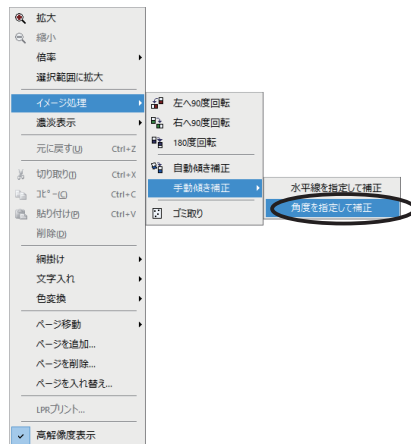 拡大
縮小
倍率
選択範囲に拡大
イメージ処理
濃淡表示
元に戻す(U) Ctrl+Z
切り取り(T) Ctrl+X
コピー(C) Ctrl+C
貼り付け(P) Ctrl+V
削除(D)
網掛け
文字入れ
色変換
ページ移動
ページを追加...
ページを削除...
ページを入れ替え...
LPRプリント...
高解像度表示
左へ90度回転
右へ90度回転
180度回転
自動傾き補正
手動傾き補正
ゴミ取り
水平線を指定して補正
角度を指定して補正